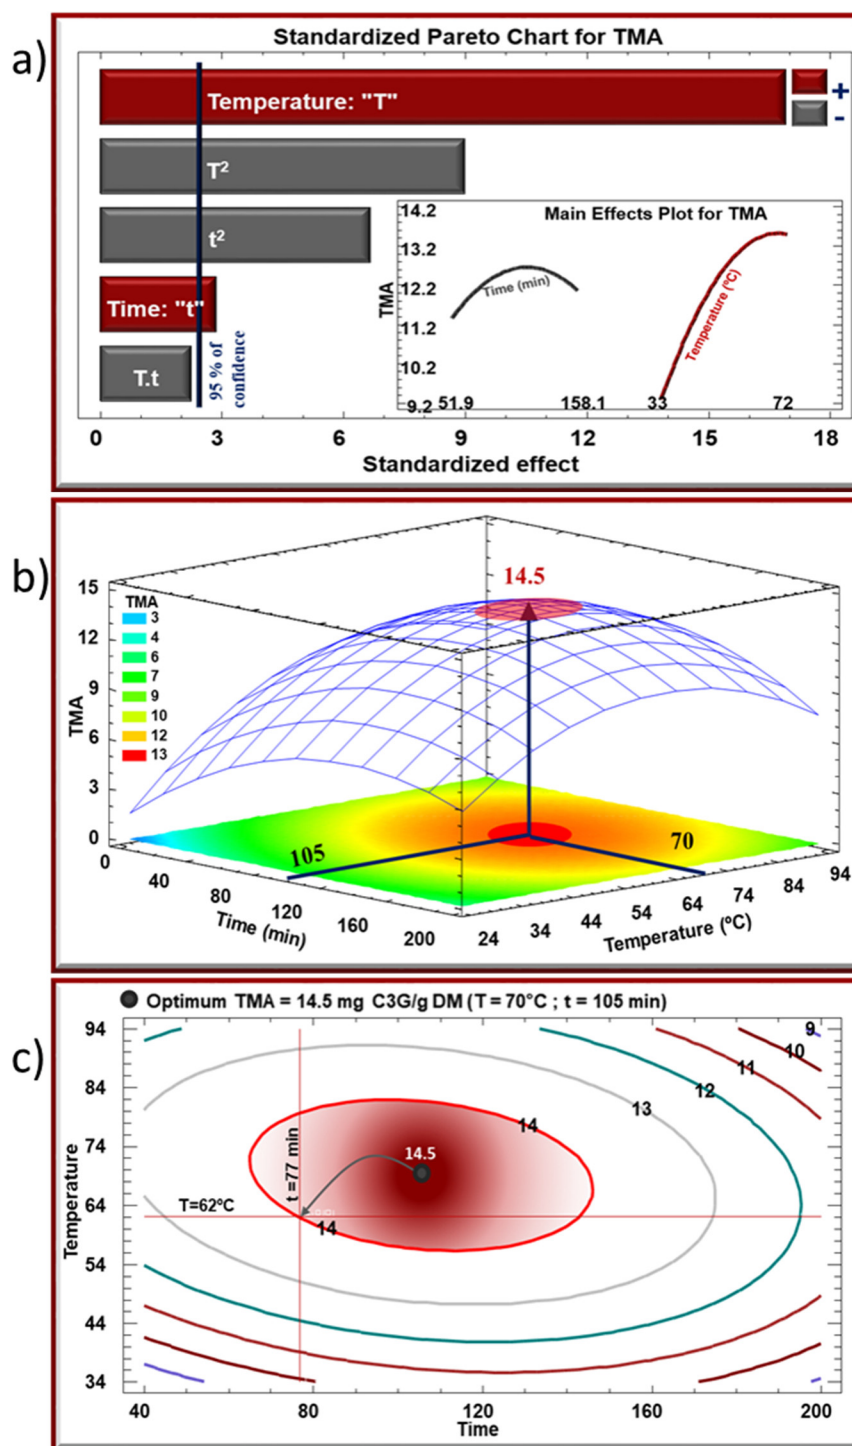 a)
Standardized Pareto Chart for TMA
Temperature: "T"
+
-
T²
t²
Time: "t"
T.t
95 % of
confidence
Main Effects Plot for TMA
14.2
13.2
12.2
11.2
10.2
9.2
TMA
Time (min)
Temperature (ºC)
51.9 158.1 33 72
0 3 6 9 12 15 18
Standardized effect
b)
14.5
15
12
9
6
3
0
TMA
TMA
3
4
6
7
9
10
12
13
105
70
0 40 80 120 160 200
Time (min)
24 34 44 54 64 74 84 94
Temperature (ºC)
c)
Optimum TMA = 14.5 mg C3G/g DM (T = 70°C ; t = 105 min)
94
84
74
64
54
44
34
Temperature
9
10
11
12
13
14
14.5
t =77 min
T=62ºC
14
40 80 120 160 200
Time